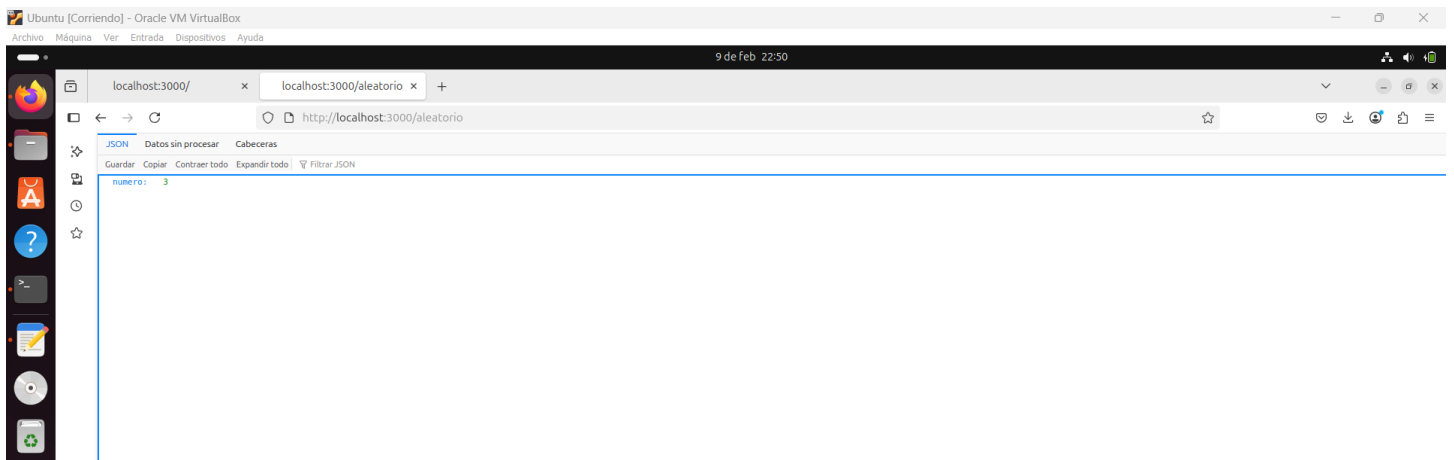 Ubuntu [Corriendo] - Oracle VM VirtualBox
Archivo Máquina Ver Entrada Dispositivos Ayuda
9 de feb 22:50
localhost:3000/ localhost:3000/aleatorio
http://localhost:3000/aleatorio
JSON Datos sin procesar Cabeceras
Guardar Copiar Contraer todo Expandir todo Filtrar JSON
numero: 3